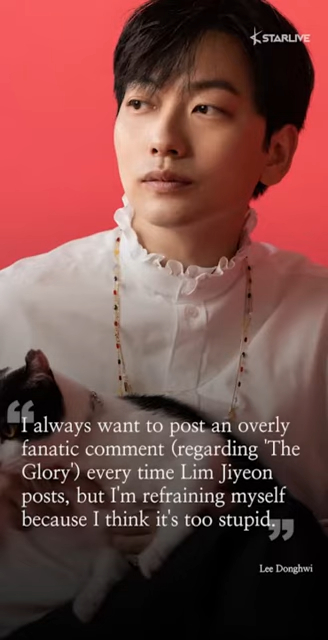 STARLIVE
“
I always want to post an overly
fanatic comment (regarding 'The
Glory') every time Lim Jiyeon
posts, but I'm refraining myself
because I think it's too stupid.
”
Lee Donghwi